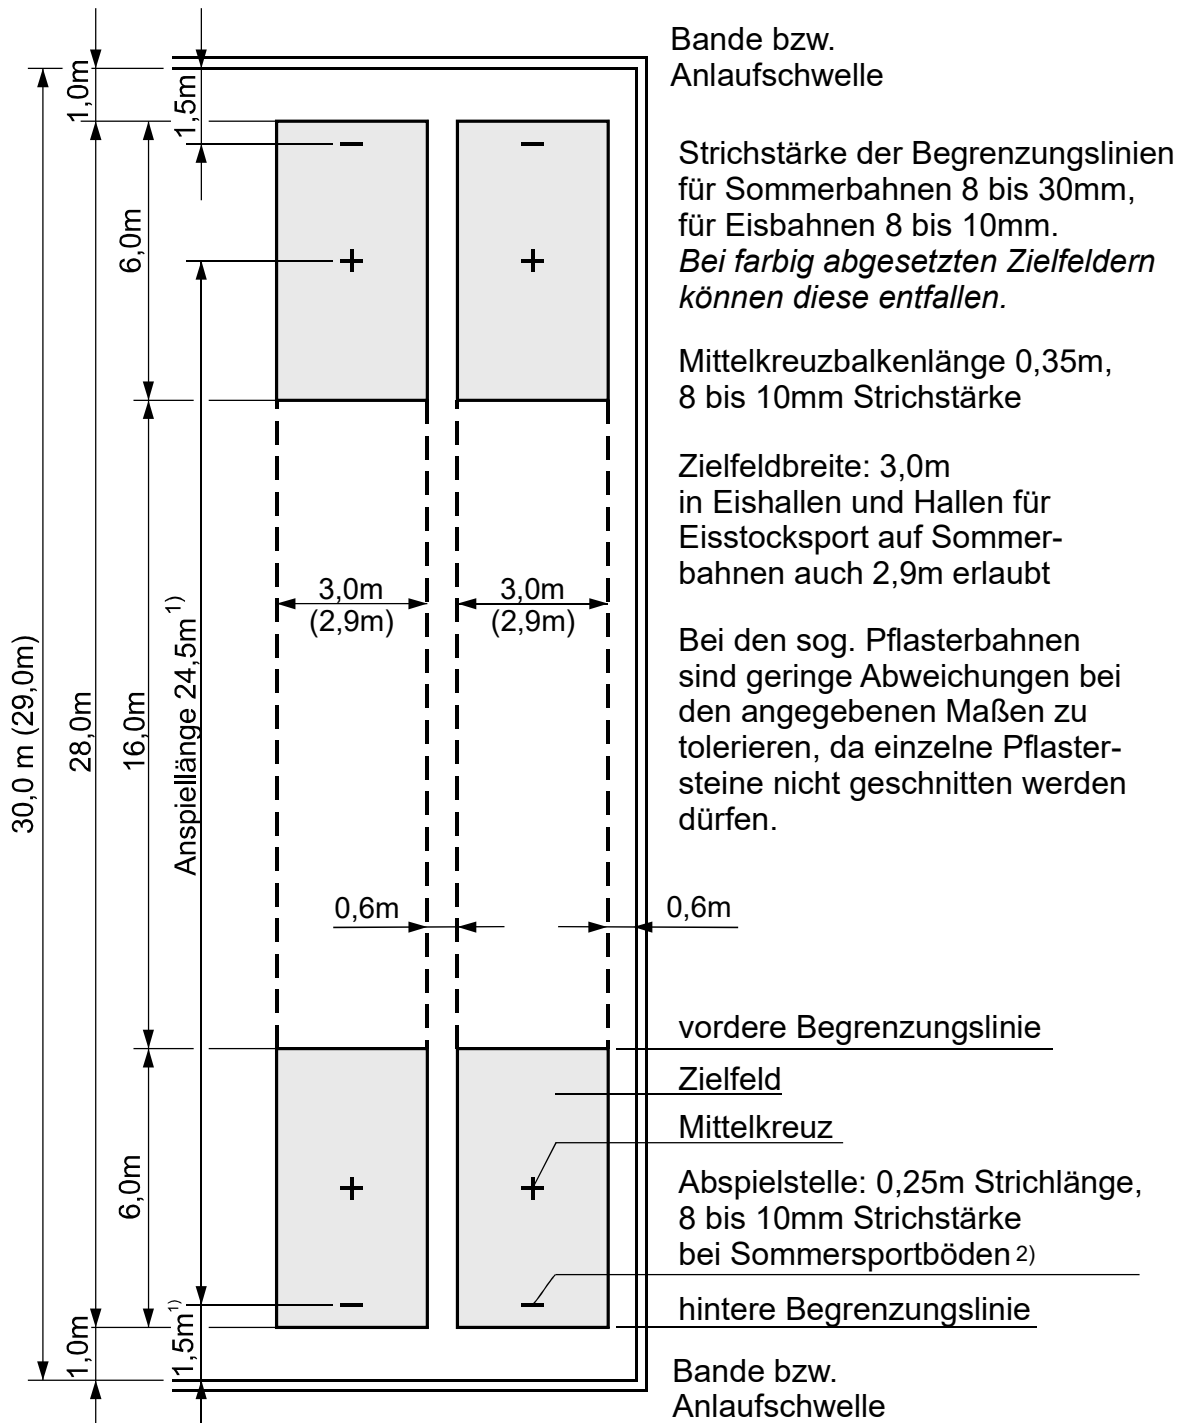 Bande bzw.
Anlaufschwelle
1,0m
1,5m
Strichstärke der Begrenzungslinien
für Sommerbahnen 8 bis 30mm,
für Eisbahnen 8 bis 10mm.
Bei farbig abgesetzten Zielfeldern
können diese entfallen.
6,0m
Mittelkreuzbalkenlänge 0,35m,
8 bis 10mm Strichstärke
Zielfeldbreite: 3,0m
in Eishallen und Hallen für
Eisstocksport auf Sommer-
bahnen auch 2,9m erlaubt
3,0m
(2,9m)
3,0m
(2,9m)
Bei den sog. Pflasterbahnen
sind geringe Abweichungen bei
den angegebenen Maßen zu
tolerieren, da einzelne Pflaster-
steine nicht geschnitten werden
dürfen.
30,0 m (29,0m)
28,0m
16,0m
Anspiellänge 24,5m 1)
0,6m
0,6m
vordere Begrenzungslinie
Zielfeld
Mittelkreuz
6,0m
Abspielstelle: 0,25m Strichlänge,
8 bis 10mm Strichstärke
bei Sommersportböden 2)
hintere Begrenzungslinie
1,0m
1,5m 1)
Bande bzw.
Anlaufschwelle